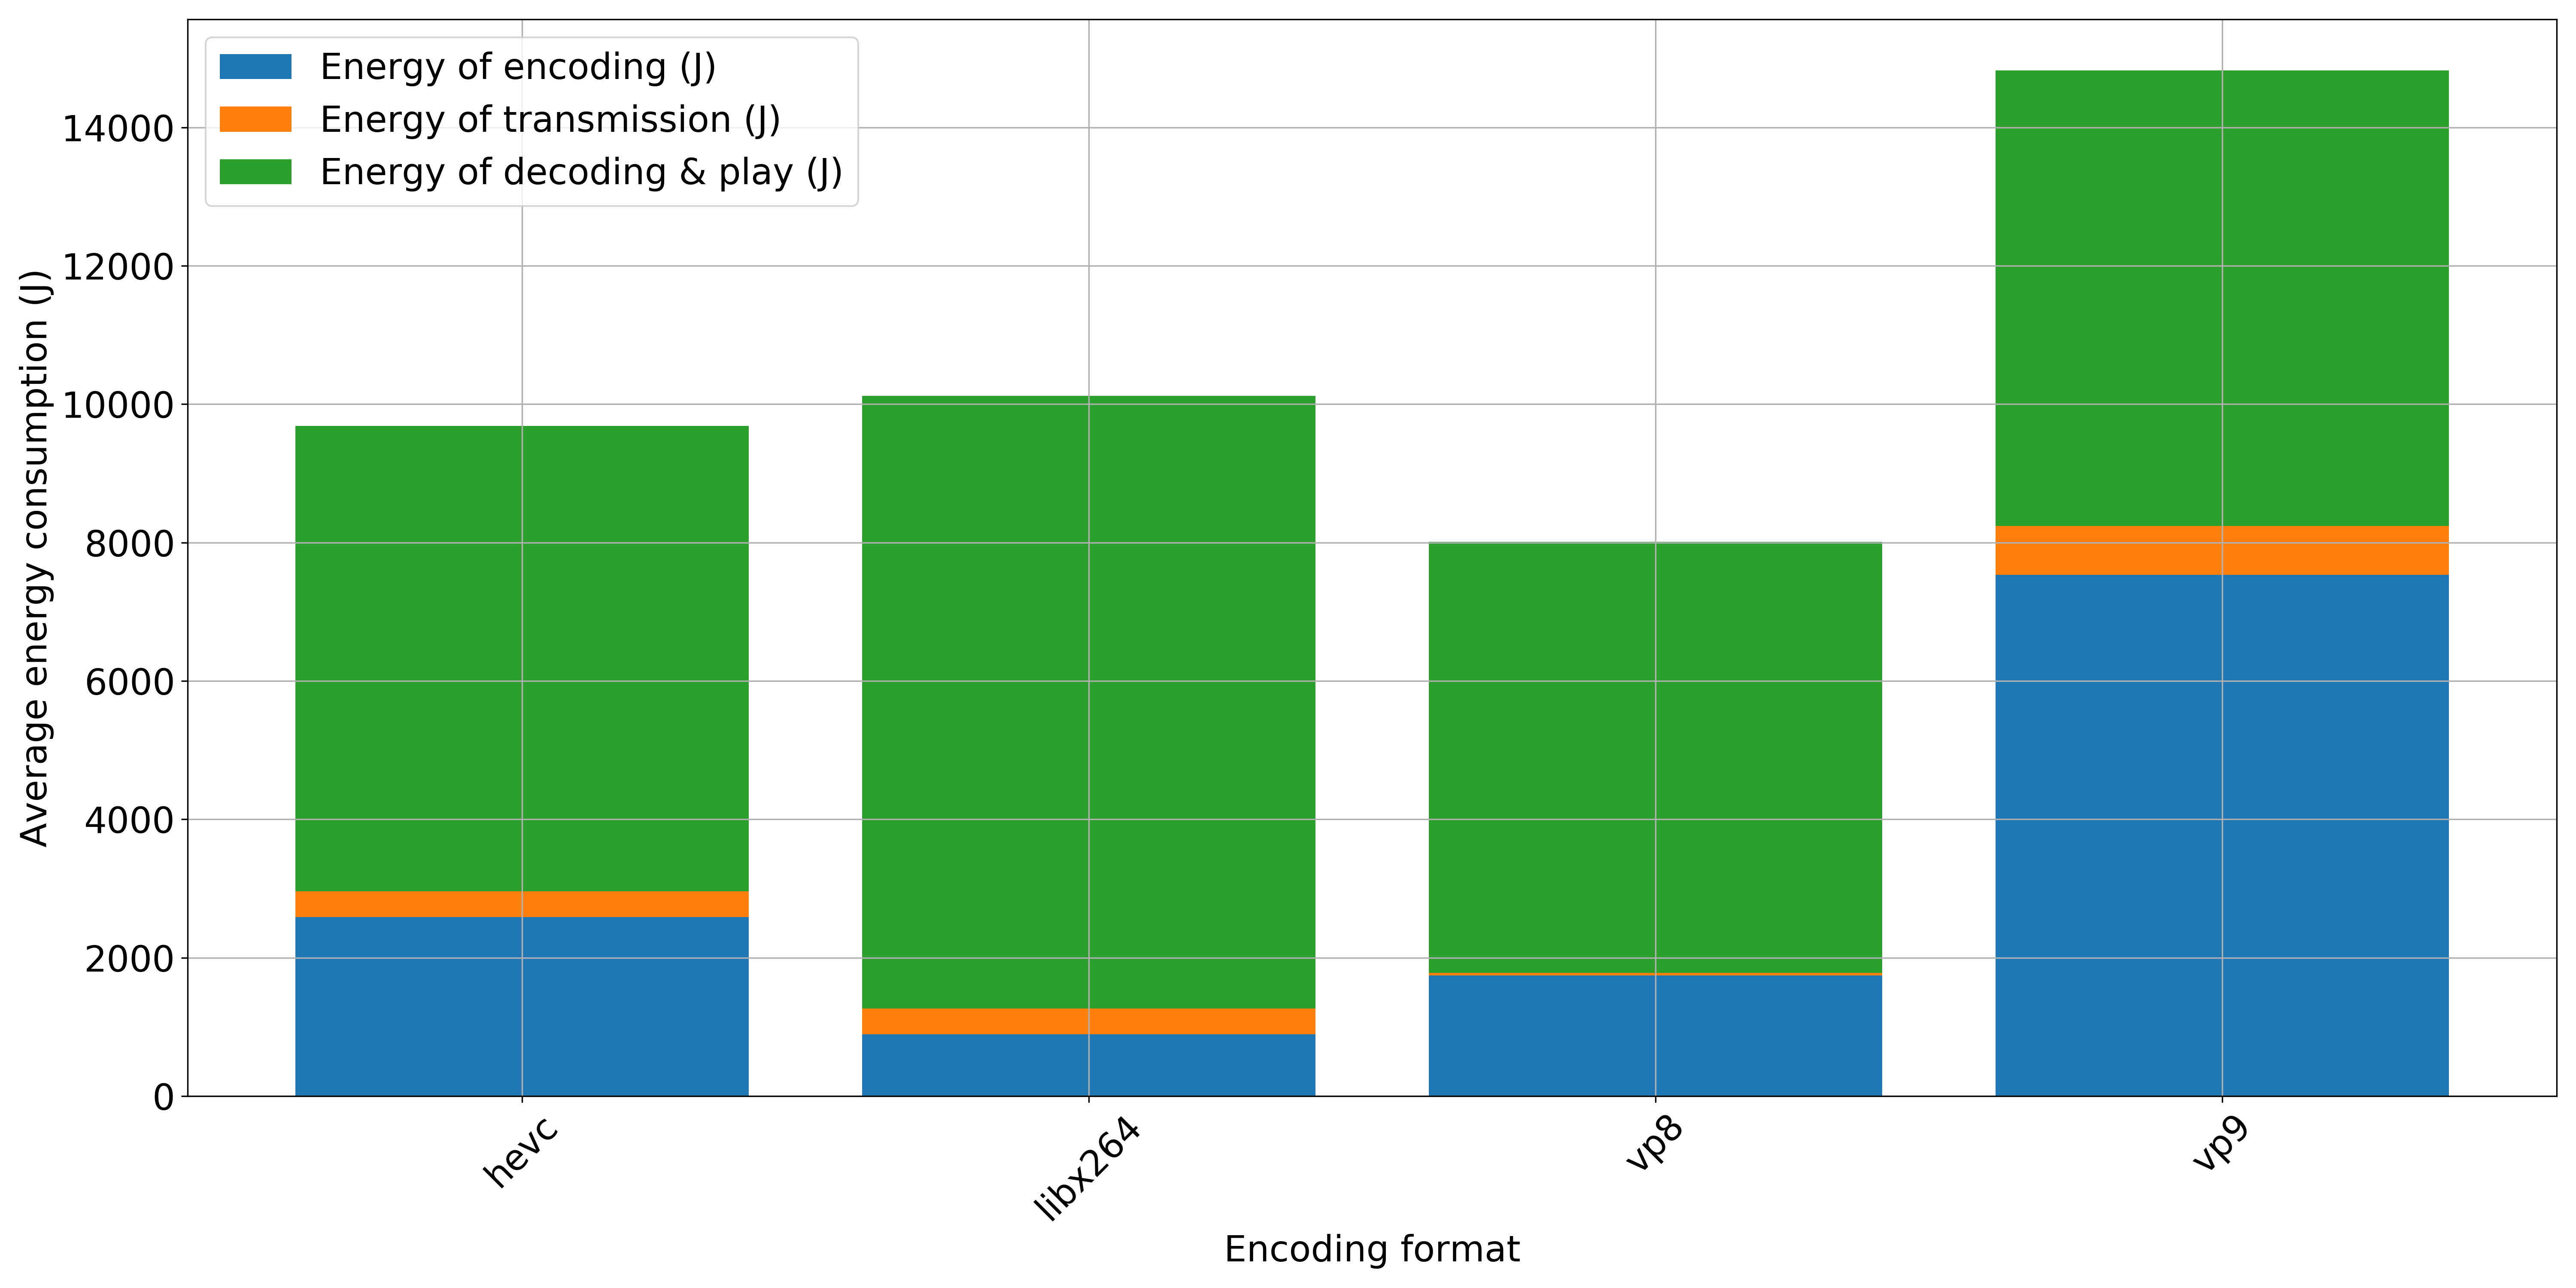 Energy of encoding (J)
Energy of transmission (J)
Energy of decoding & play (J)
Average energy consumption (J)
14000
12000
10000
8000
6000
4000
2000
0
hevc
libx264
vp8
vp9
Encoding format